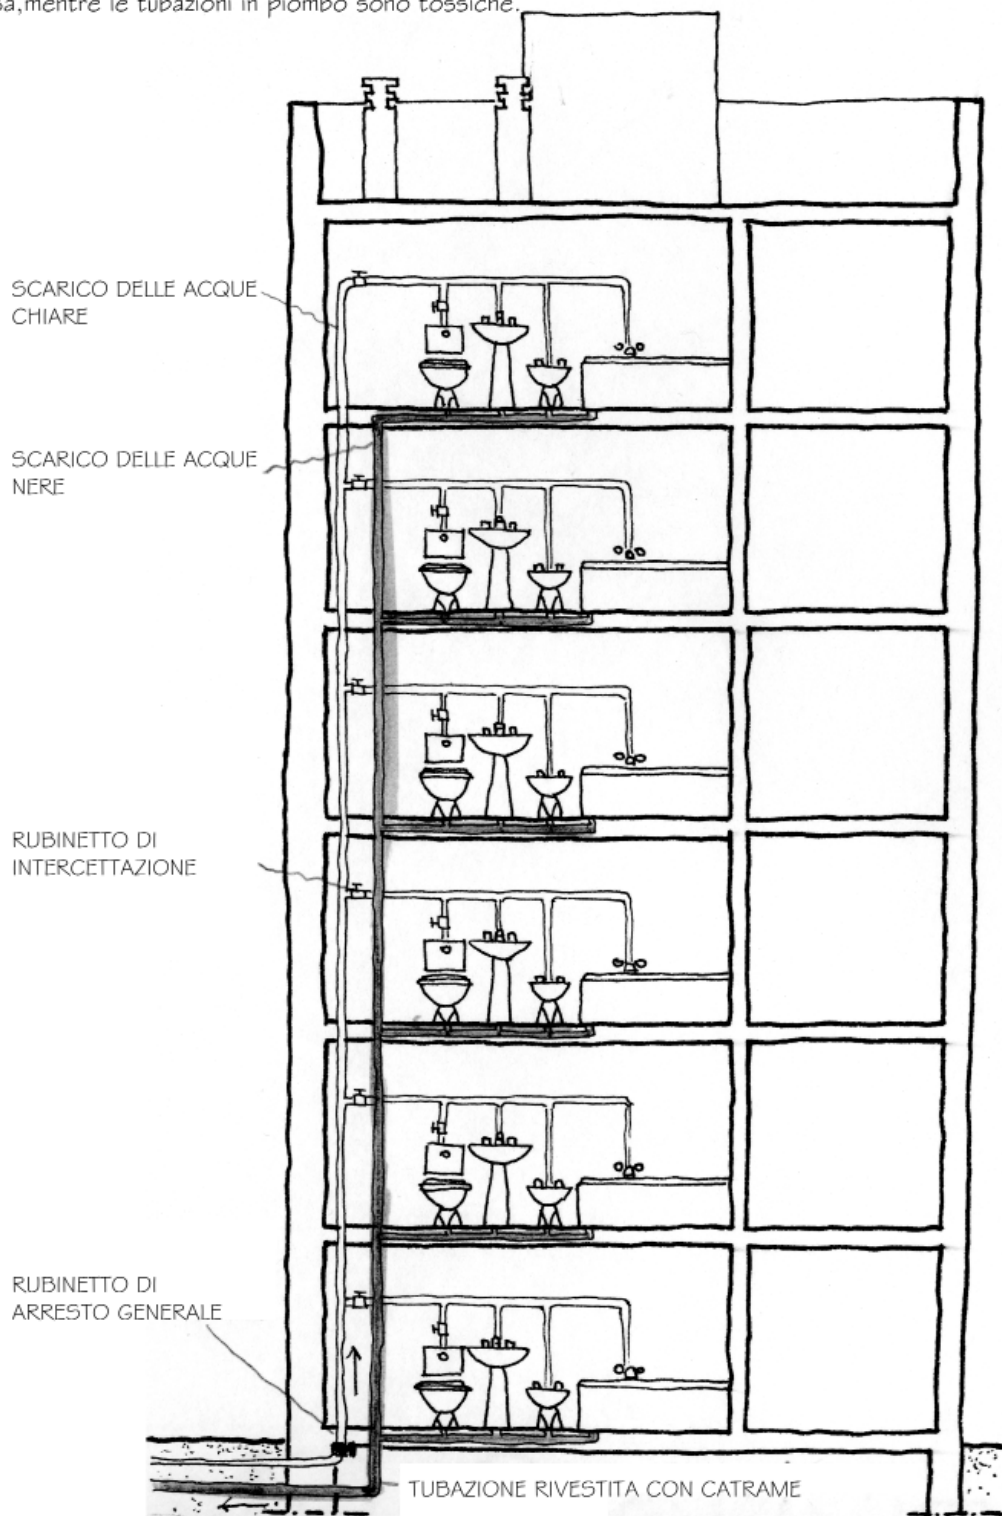 sa,mentre le tubazioni in piombo sono tossiche.
SCARICO DELLE ACQUE
CHIARE
SCARICO DELLE ACQUE
NERE
RUBINETTO DI
INTERCETTAZIONE
RUBINETTO DI
ARRESTO GENERALE
TUBAZIONE RIVESTITA CON CATRAME